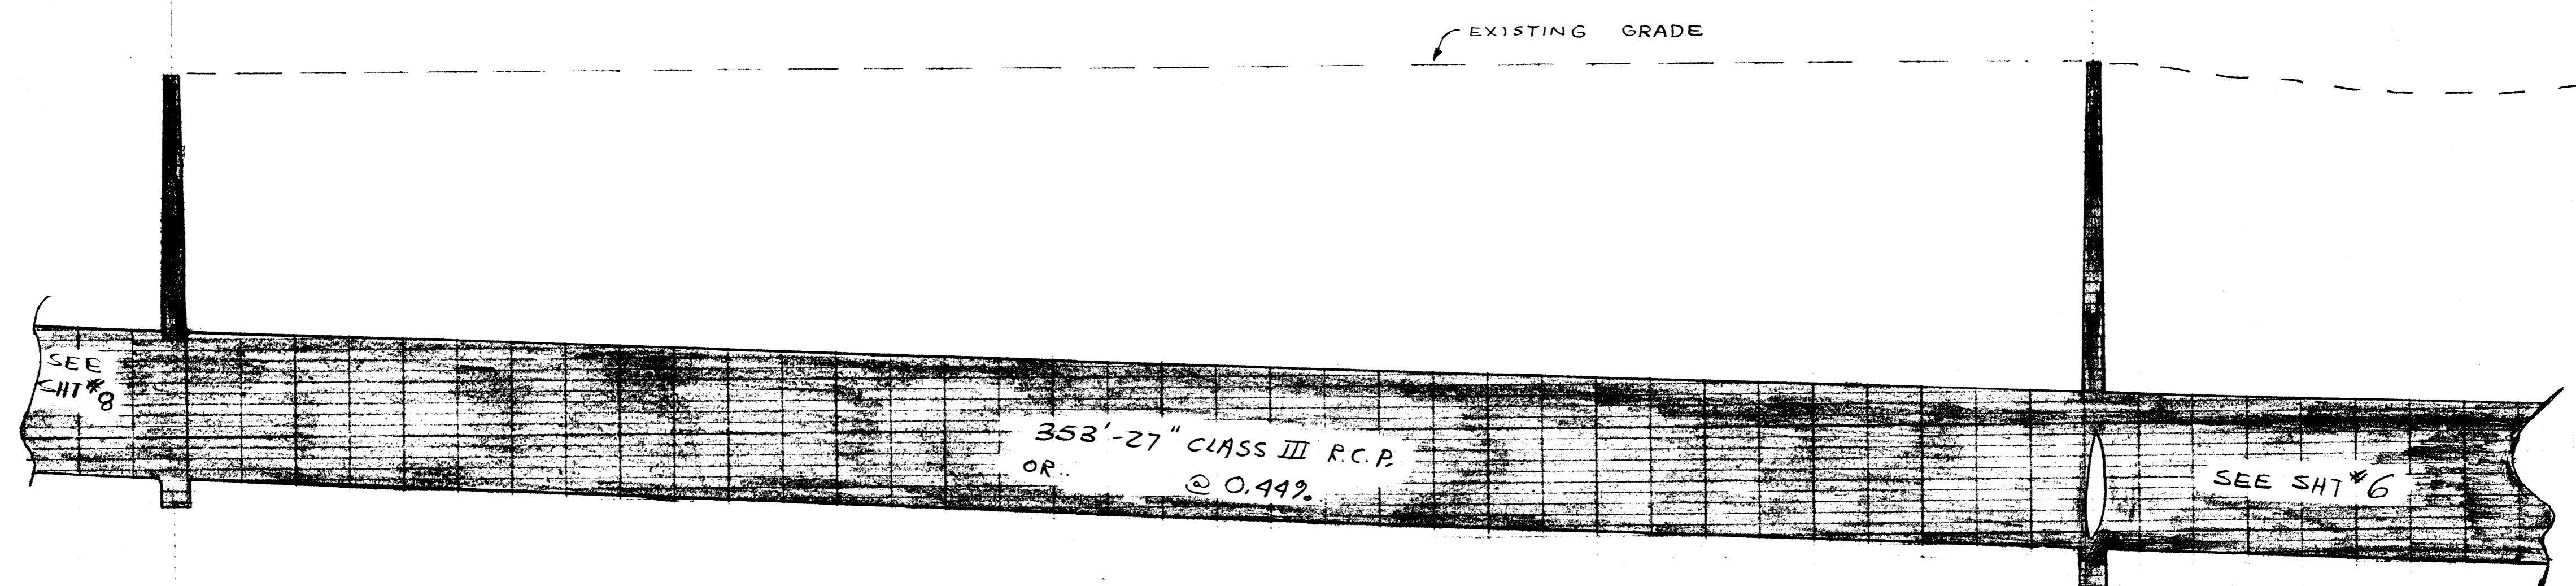 EXISTING GRADE
SEE
SHT #8
353'-27" CLASS III R.C.P.
OR..
@ 0.44%
SEE SHT #6